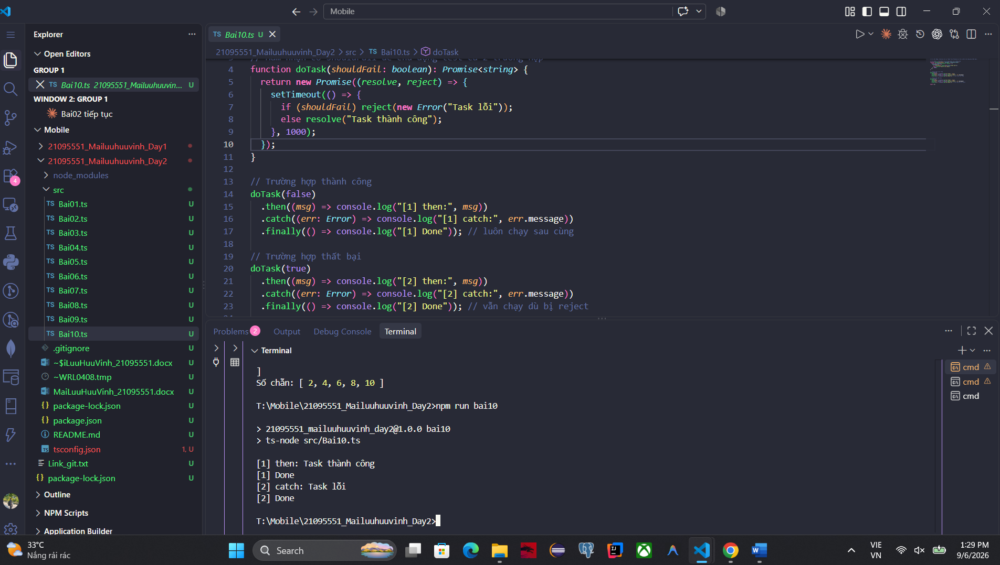 Mobile
Explorer
Open Editors
GROUP 1
TS Bai10.ts 21095551_Mailuuhuuvin... U
WINDOW 2: GROUP 1
Bai02 tiếp tục
Mobile
21095551_Mailuuhuuvinh_Day1
21095551_Mailuuhuuvinh_Day2
node_modules
src
TS Bai01.ts U
TS Bai02.ts U
TS Bai03.ts U
TS Bai04.ts U
TS Bai05.ts U
TS Bai06.ts U
TS Bai07.ts U
TS Bai08.ts U
TS Bai09.ts U
TS Bai10.ts U
.gitignore U
~$iLuuHuuVinh_21095551.docx U
~WRL0408.tmp U
MaiLuuHuuVinh_21095551.docx U
{} package-lock.json U
{} package.json U
README.md U
TS tsconfig.json 1, U
Link_git.txt U
{} package-lock.json U
Outline
NPM Scripts
Application Builder
4
TS Bai10.ts U
21095551_Mailuuhuuvinh_Day2 > src > TS Bai10.ts > doTask
4 function doTask(shouldFail: boolean): Promise<string> {
5 return new Promise((resolve, reject) => {
6 setTimeout(() => {
7 if (shouldFail) reject(new Error("Task lỗi"));
8 else resolve("Task thành công");
9 }, 1000);
10 });
11 }
12
13 // Trường hợp thành công
14 doTask(false)
15 .then((msg) => console.log("[1] then:", msg))
16 .catch((err: Error) => console.log("[1] catch:", err.message))
17 .finally(() => console.log("[1] Done")); // luôn chạy sau cùng
18
19 // Trường hợp thất bại
20 doTask(true)
21 .then((msg) => console.log("[2] then:", msg))
22 .catch((err: Error) => console.log("[2] catch:", err.message))
23 .finally(() => console.log("[2] Done")); // vẫn chạy dù bị reject
Problems 2 Output Debug Console Terminal
Terminal
]
Số chẵn: [ 2, 4, 6, 8, 10 ]
T:\Mobile\21095551_Mailuuhuuvinh_Day2>npm run bai10
> 21095551_mailuuhuuvinh_day2@1.0.0 bai10
> ts-node src/Bai10.ts
[1] then: Task thành công
[1] Done
[2] catch: Task lỗi
[2] Done
T:\Mobile\21095551_Mailuuhuuvinh_Day2>
cmd
cmd
cmd
33°C
Nắng rải rác
Search
VIE
VN
1:29 PM
9/6/2026